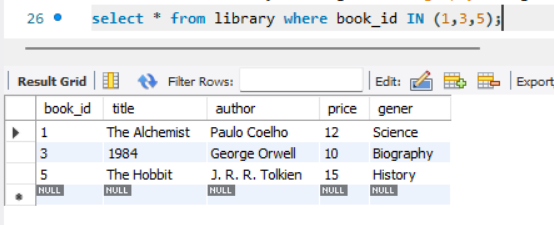 26 select * from library where book_id IN (1,3,5);
Result Grid Filter Rows: Edit: Export
book_id title author price gener
1 The Alchemist Paulo Coelho 12 Science
3 1984 George Orwell 10 Biography
5 The Hobbit J. R. R. Tolkien 15 History
NULL NULL NULL NULL NULL